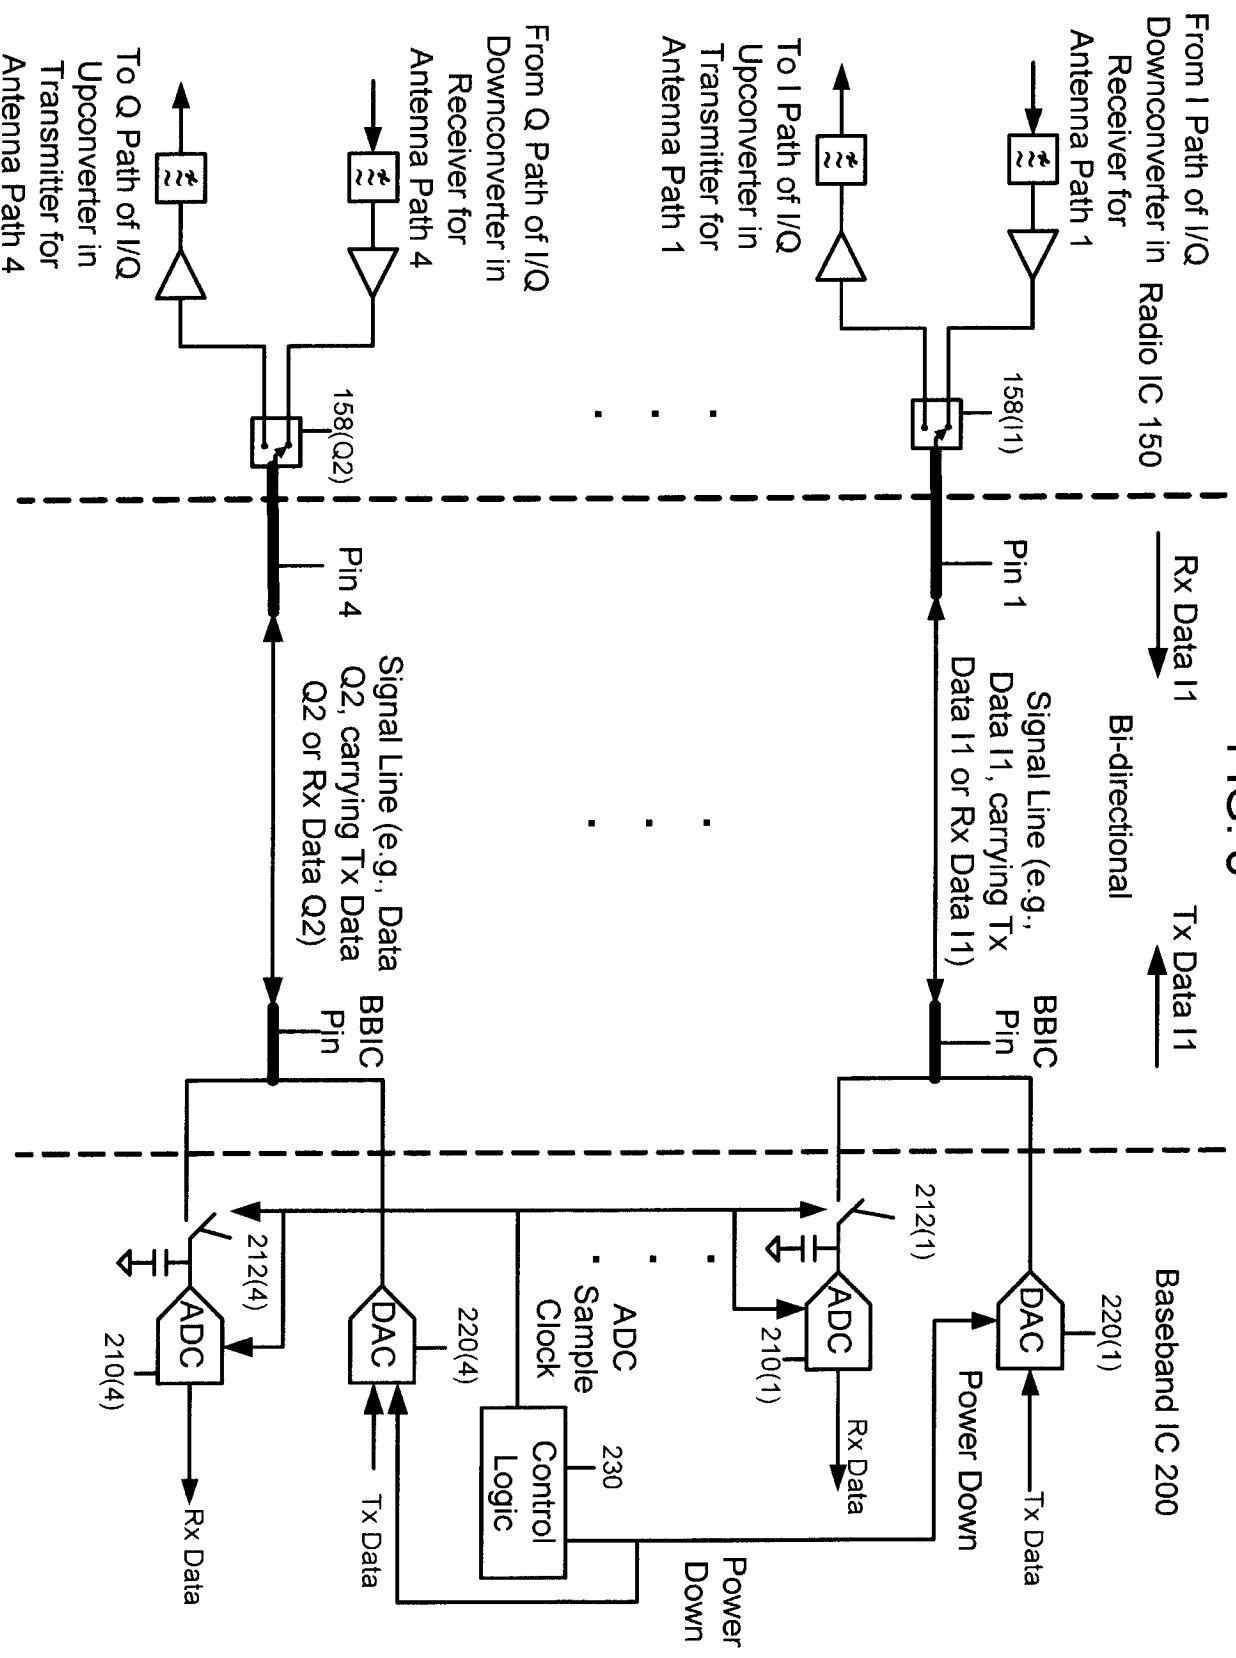 From I Path of I/Q
Downconverter in
Receiver for
Antenna Path 1
Radio IC 150
To I Path of I/Q
Upconverter in
Transmitter for
Antenna Path 1
158(I1)
. . .
From Q Path of I/Q
Downconverter in
Receiver for
Antenna Path 4
To Q Path of I/Q
Upconverter in
Transmitter for
Antenna Path 4
158(Q2)
Rx Data I1
Bi-directional
Tx Data I1
Pin 1
Signal Line (e.g.,
Data I1, carrying Tx
Data I1 or Rx Data I1)
BBIC
Pin
. . .
Pin 4
Signal Line (e.g., Data
Q2, carrying Tx Data
Q2 or Rx Data Q2)
BBIC
Pin
Baseband IC 200
220(1)
DAC
Tx Data
Power Down
212(1)
ADC
210(1)
Rx Data
. . .
ADC
Sample
Clock
230
Control
Logic
Power
Down
220(4)
DAC
Tx Data
212(4)
ADC
210(4)
Rx Data